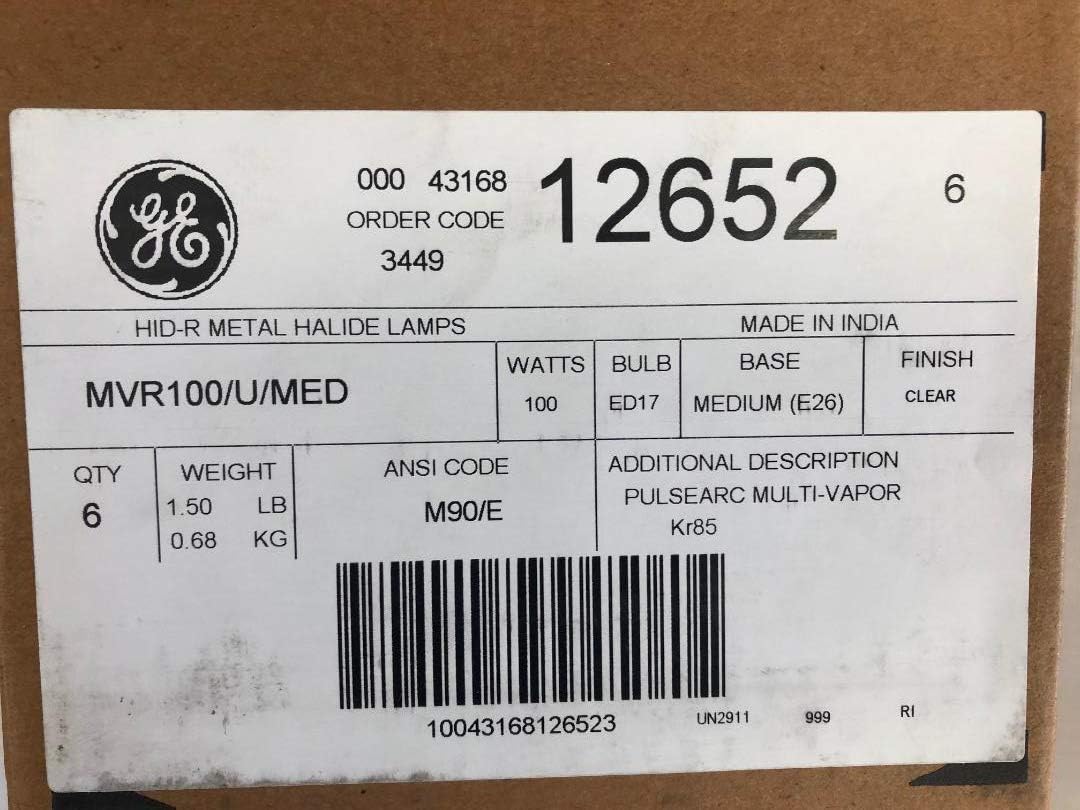 GE
000 43168 12652 6
ORDER CODE
3449
HID-R METAL HALIDE LAMPS MADE IN INDIA
MVR100/U/MED
WATTS BULB BASE FINISH
100 ED17 MEDIUM (E26) CLEAR
QTY WEIGHT ANSI CODE ADDITIONAL DESCRIPTION
6 1.50 LB M90/E PULSEARC MULTI-VAPOR
0.68 KG Kr85
10043168126523 UN2911 999 RI